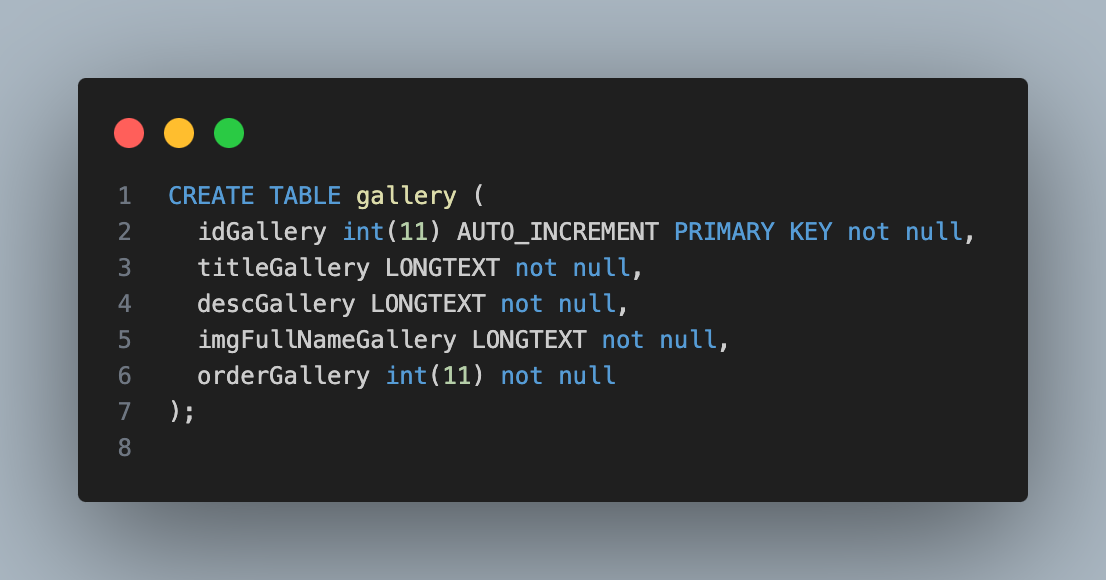 1 CREATE TABLE gallery (
2 idGallery int(11) AUTO_INCREMENT PRIMARY KEY not null,
3 titleGallery LONGTEXT not null,
4 descGallery LONGTEXT not null,
5 imgFullNameGallery LONGTEXT not null,
6 orderGallery int(11) not null
7 );
8